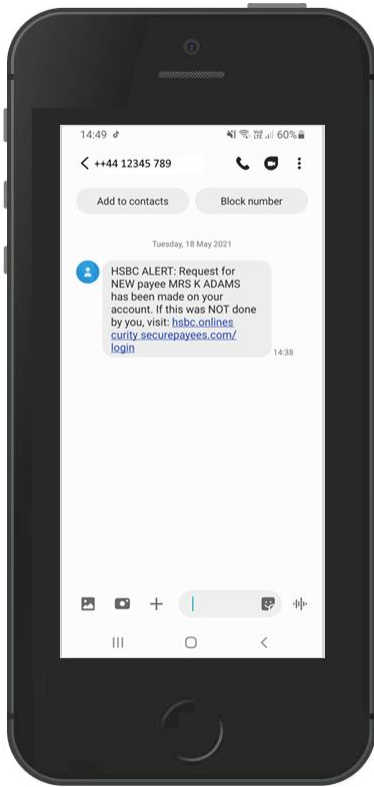 14:49
60%
++44 12345 789
Add to contacts
Block number
Tuesday, 18 May 2021
HSBC ALERT: Request for
NEW payee MRS K ADAMS
has been made on your
account. If this was NOT done
by you, visit: hsbc.onlines
curity securepayees.com/
login
14:38